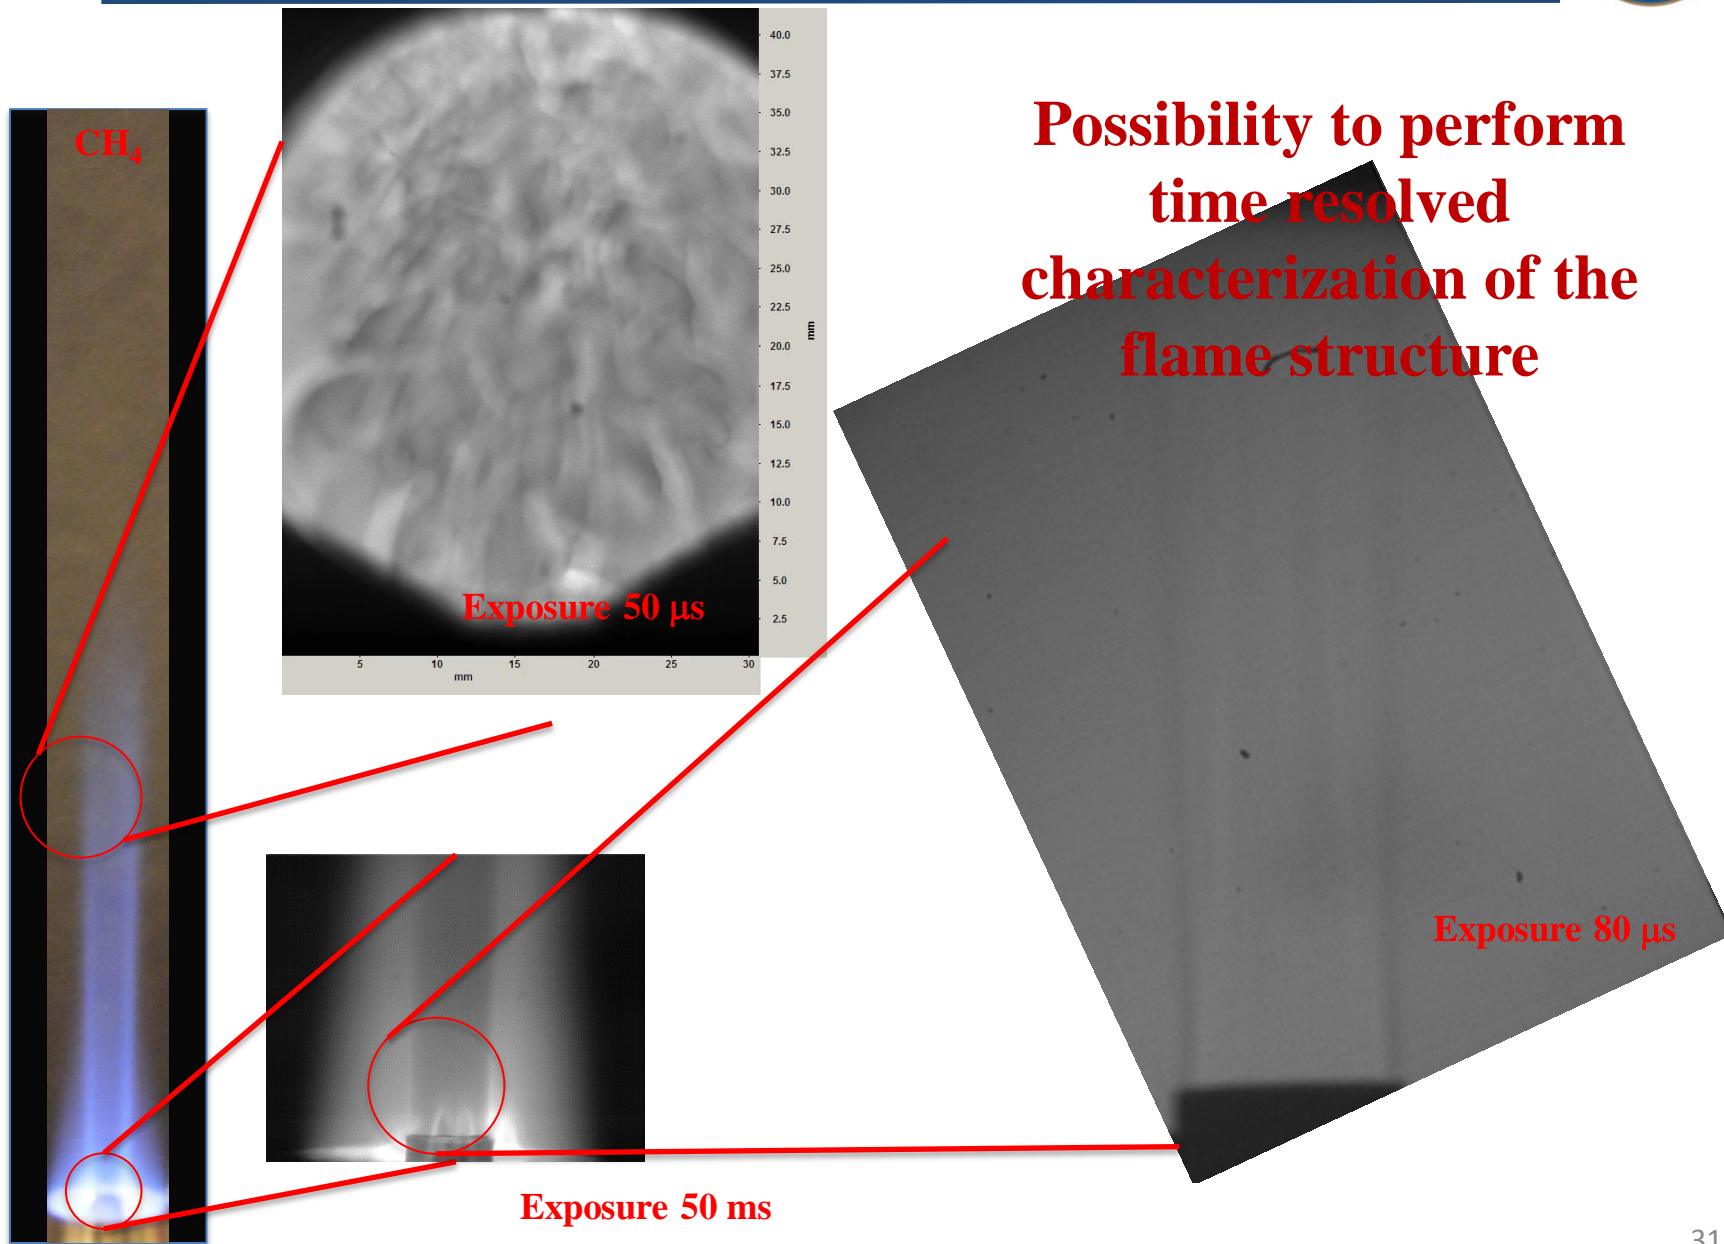 CH₄
40.0
37.5
35.0
32.5
30.0
27.5
25.0
22.5
20.0
17.5
15.0
12.5
10.0
7.5
5.0
2.5
mm
5 10 15 20 25 30
mm
Exposure 50 μs
Possibility to perform
time resolved
characterization of the
flame structure
Exposure 80 μs
Exposure 50 ms
31